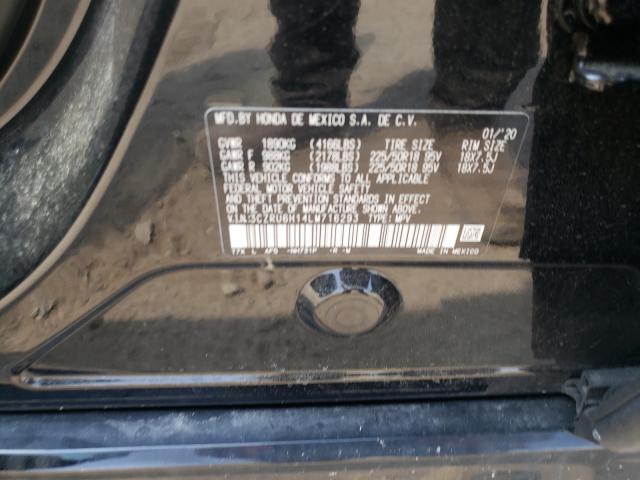 MFD.BY HONDA DE MEXICO S.A. DE C.V. 01/'20
GVWR 1890KG (4166LBS) TIRE SIZE RIM SIZE
GAWR F 988KG (2178LBS) 225/50R18 95V 18X7.5J
GAWR R 902KG (1988LBS) 225/50R18 95V 18X7.5J
THIS VEHICLE CONFORMS TO ALL APPLICABLE
FEDERAL MOTOR VEHICLE SAFETY, BUMPER,
AND THEFT PREVENTION STANDARDS IN EFFECT ON THE
DATE OF MANUFACTURE SHOWN ABOVE.
TYPE: MPV
MADE IN MEXICO